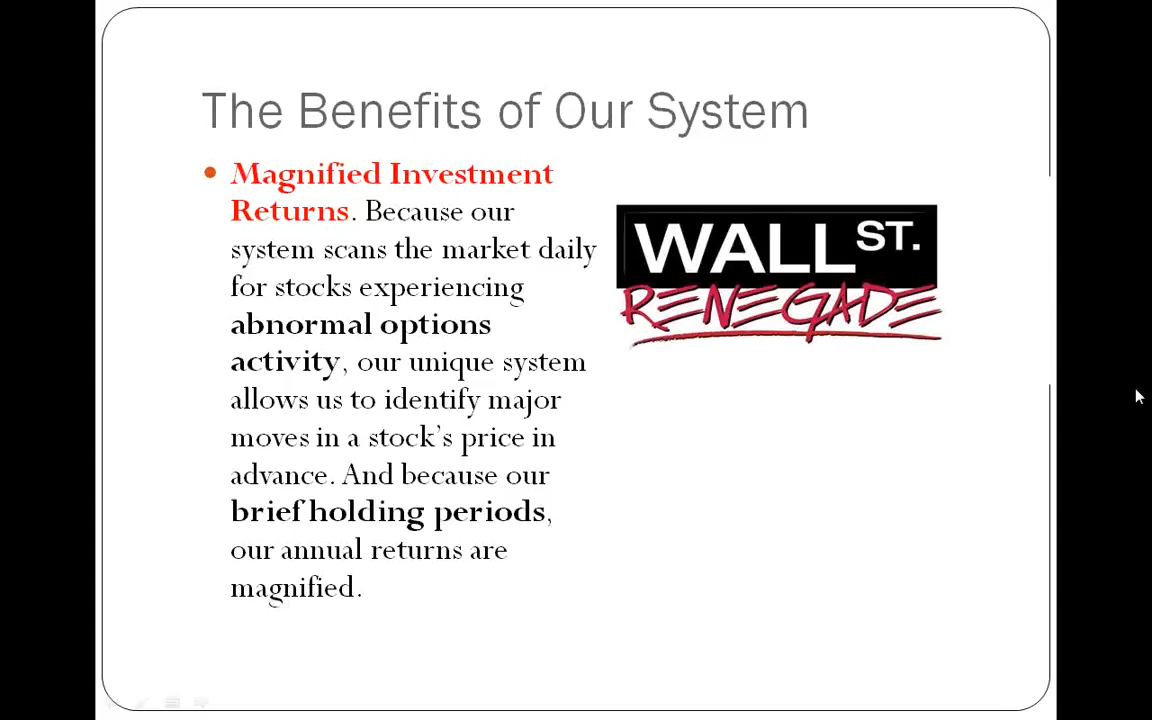 The Benefits of Our System
Magnified Investment
Returns. Because our
system scans the market daily
for stocks experiencing
abnormal options
activity, our unique system
allows us to identify major
moves in a stock’s price in
advance. And because our
brief holding periods,
our annual returns are
magnified.
WALL ST.
RENEGADE